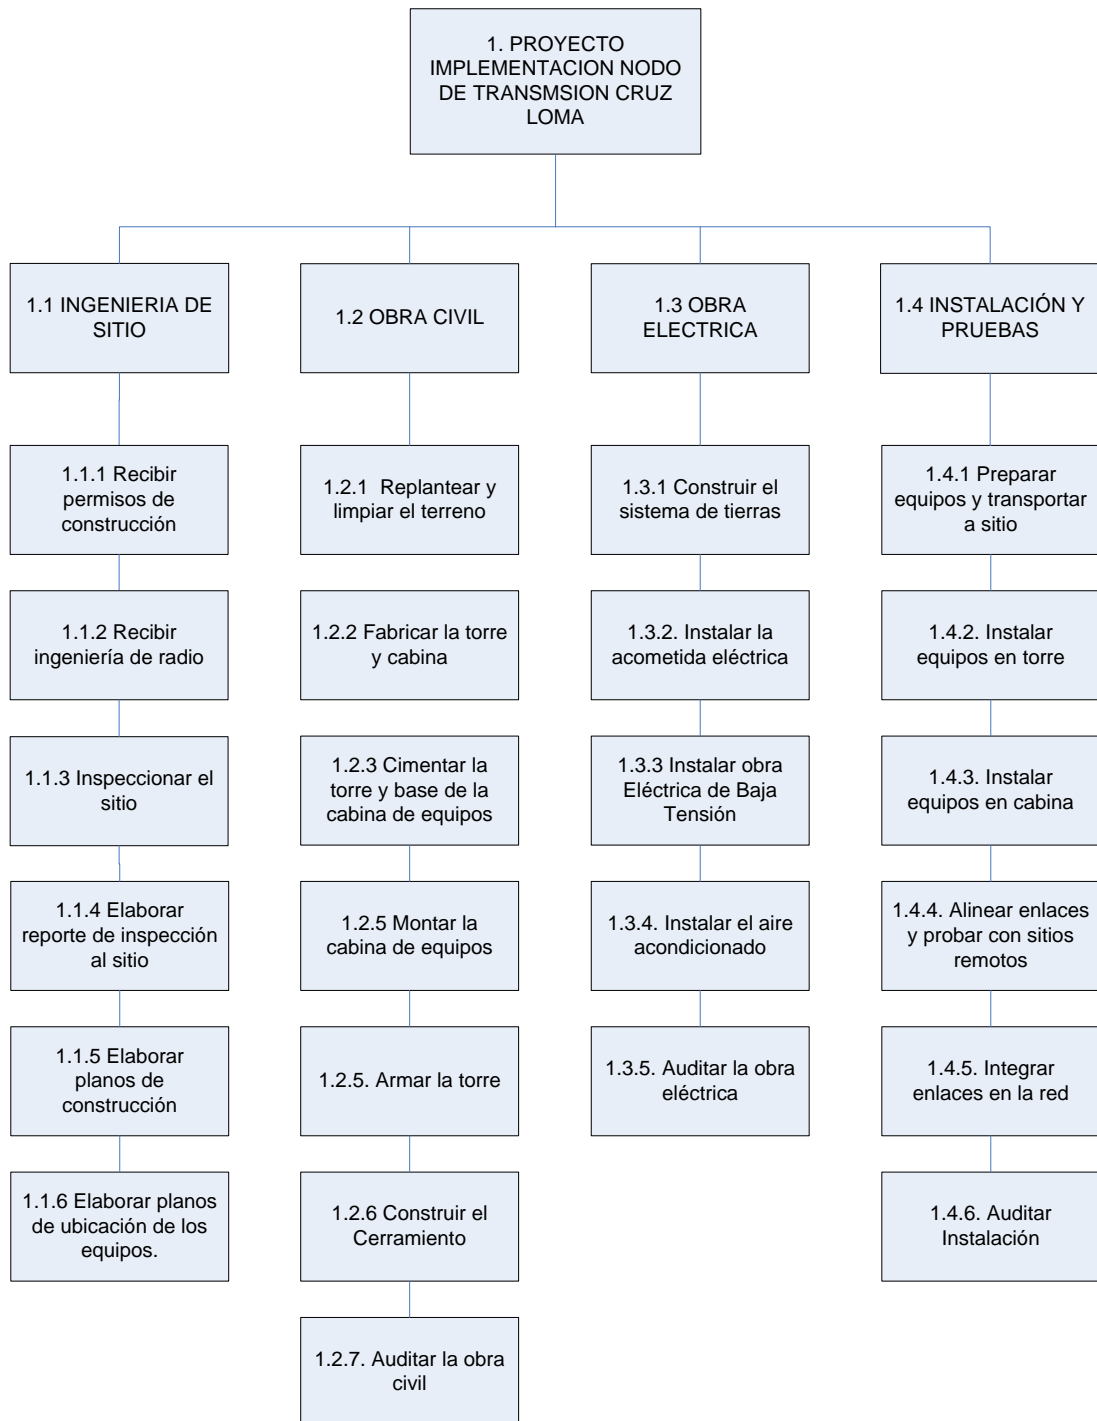 1. PROYECTO
IMPLEMENTACION NODO
DE TRANSMSION CRUZ
LOMA
1.1 INGENIERIA DE
SITIO
1.2 OBRA CIVIL
1.3 OBRA
ELECTRICA
1.4 INSTALACIÓN Y
PRUEBAS
1.1.1 Recibir
permisos de
construcción
1.2.1  Replantear y
limpiar el terreno
1.3.1 Construir el
sistema de tierras
1.4.1 Preparar
equipos y transportar
a sitio
1.1.2 Recibir
ingeniería de radio
1.2.2 Fabricar la torre
y cabina
1.3.2. Instalar la
acometida eléctrica
1.4.2. Instalar
equipos en torre
1.1.3 Inspeccionar el
sitio
1.2.3 Cimentar la
torre y base de la
cabina de equipos
1.3.3 Instalar obra
Eléctrica de Baja
Tensión
1.4.3. Instalar
equipos en cabina
1.1.4 Elaborar
reporte de inspección
al sitio
1.2.5 Montar la
cabina de equipos
1.3.4. Instalar el aire
acondicionado
1.4.4. Alinear enlaces
y probar con sitios
remotos
1.1.5 Elaborar
planos de
construcción
1.2.5. Armar la torre
1.3.5. Auditar la obra
eléctrica
1.4.5. Integrar
enlaces en la red
1.1.6 Elaborar planos
de ubicación de los
equipos.
1.2.6 Construir el
Cerramiento
1.4.6. Auditar
Instalación
1.2.7. Auditar la obra
civil